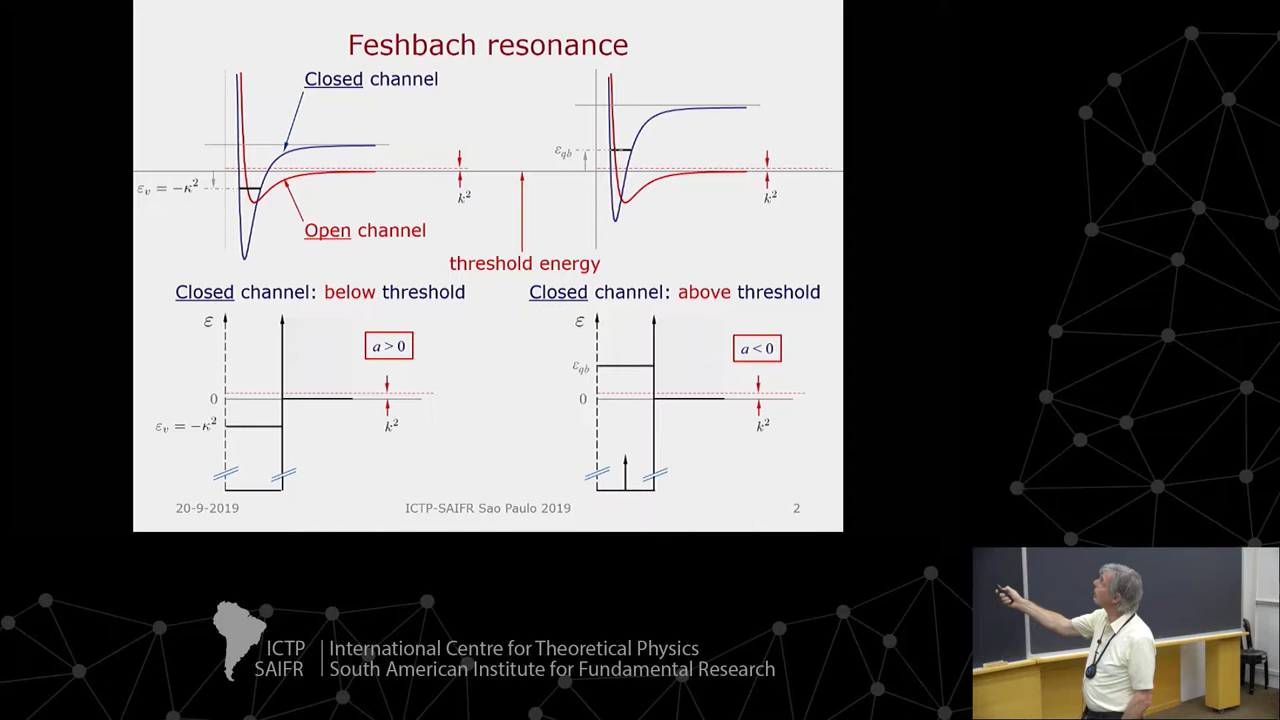 Feshbach resonance
Closed channel
εqb
εv = −κ²
k²
k²
Open channel
threshold energy
Closed channel: below threshold
Closed channel: above threshold
ε
a > 0
ε
a < 0
εqb
0
0
εv = −κ²
k²
k²
20-9-2019
ICTP-SAIFR Sao Paulo 2019
2
ICTP
SAIFR
International Centre for Theoretical Physics
South American Institute for Fundamental Research